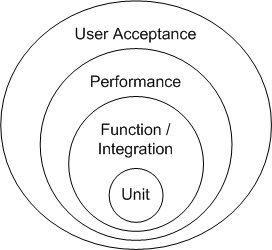 User Acceptance
Performance
Function /
Integration
Unit